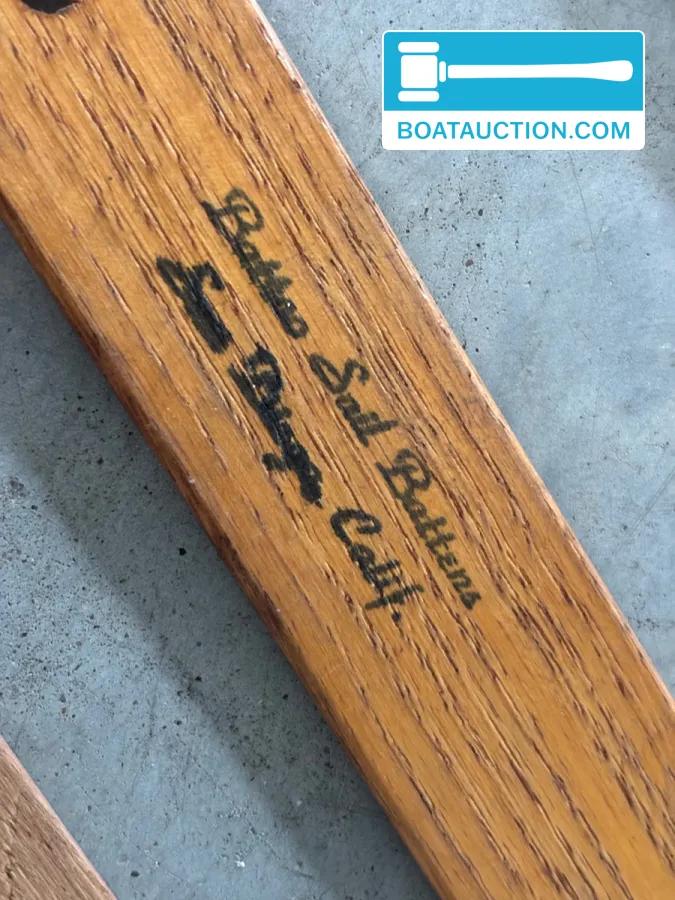 BOATAUCTION.COM
Sail Battens
San Diego Calif.